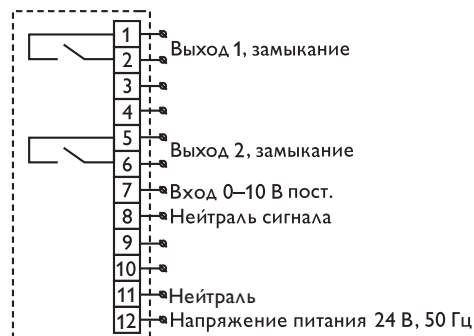 1
Выход 1, замыкание
2
3
4
5
Выход 2, замыкание
6
7 Вход 0–10 В пост.
8 Нейтраль сигнала
9
10
11 Нейтраль
12 Напряжение питания 24 В, 50 Гц